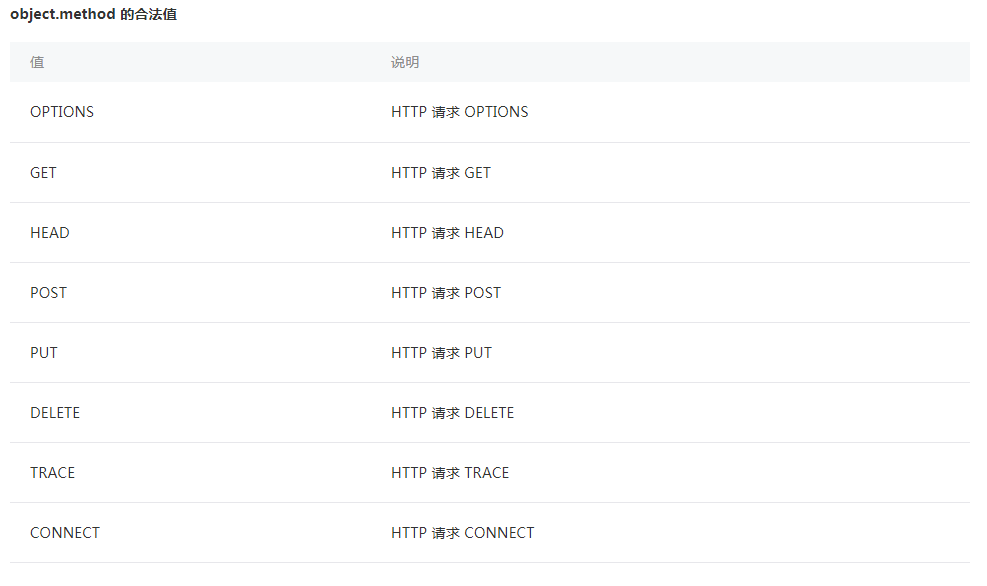 object.method 的合法值
值 说明
OPTIONS HTTP 请求 OPTIONS
GET HTTP 请求 GET
HEAD HTTP 请求 HEAD
POST HTTP 请求 POST
PUT HTTP 请求 PUT
DELETE HTTP 请求 DELETE
TRACE HTTP 请求 TRACE
CONNECT HTTP 请求 CONNECT